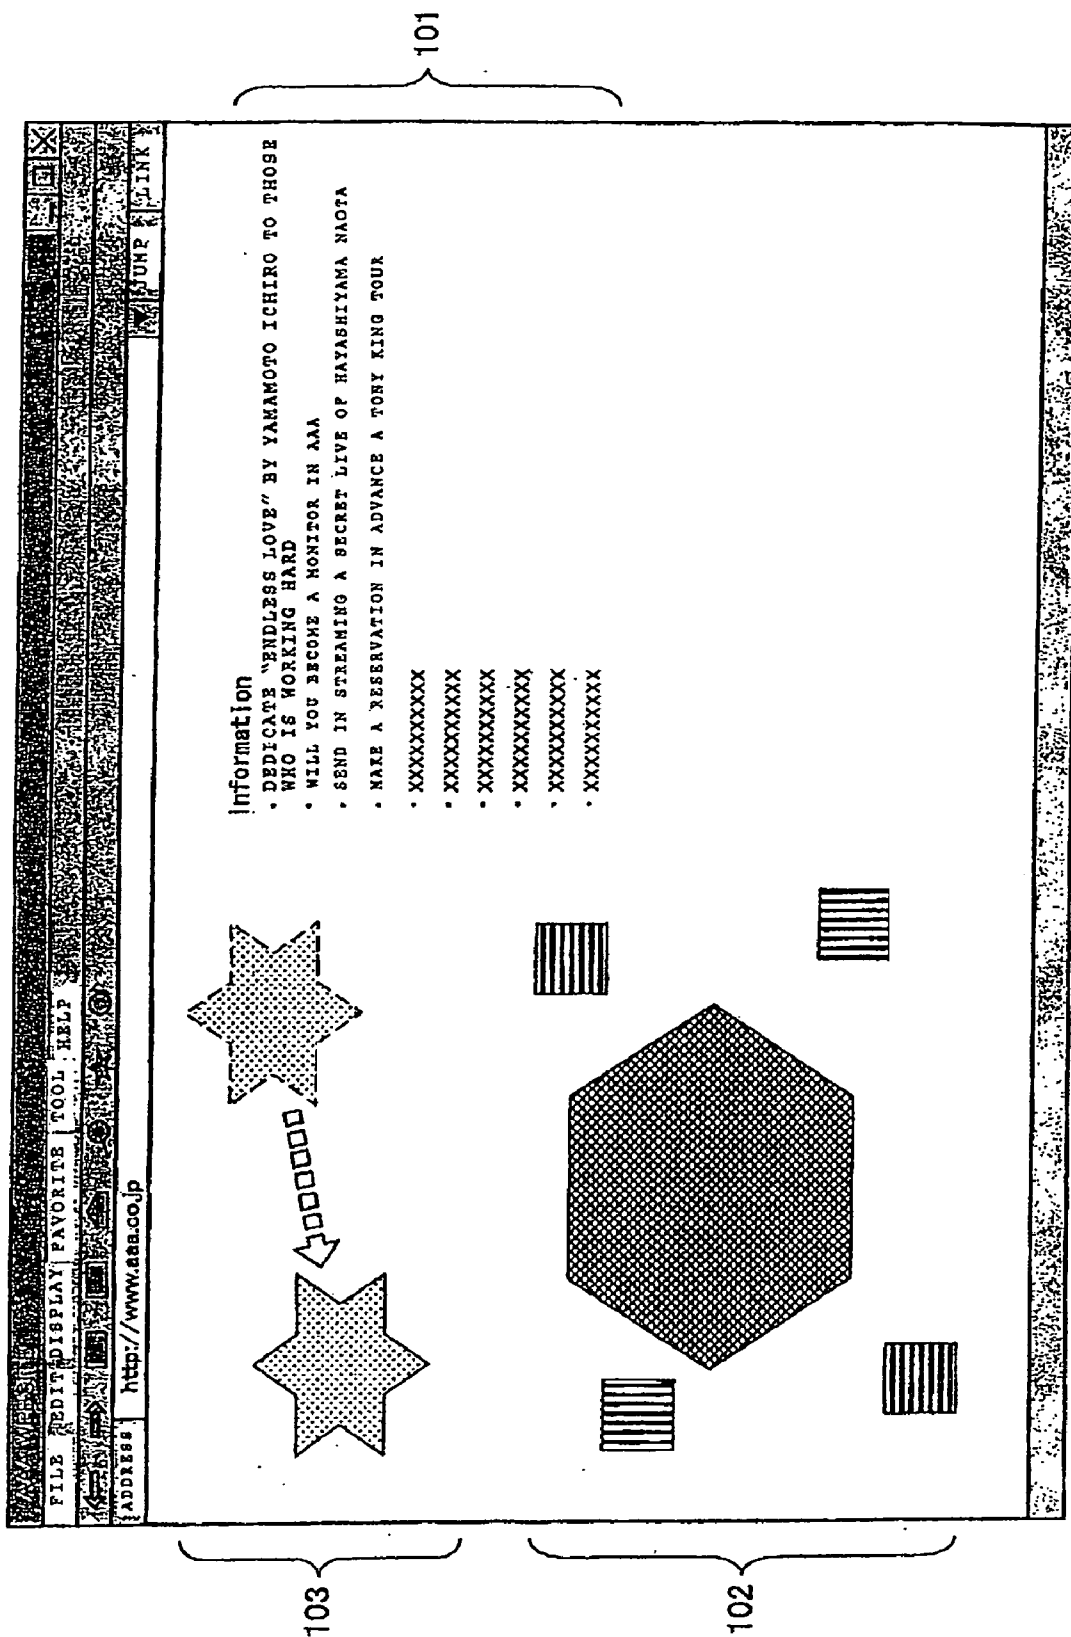 FILE EDIT DISPLAY FAVORITE TOOL HELP
ADDRESS http://www.aaa.co.jp JUMP LINK
Information
・DEDICATE "ENDLESS LOVE" BY YAMAMOTO ICHIRO TO THOSE
WHO IS WORKING HARD
・WILL YOU BECOME A MONITOR IN AAA
・SEND IN STREAMING A SECRET LIVE OF HAYASHIYAMA NAOTA
・MAKE A RESERVATION IN ADVANCE A TONY KING TOUR
・XXXXXXXXXX
・XXXXXXXXXX
・XXXXXXXXXX
・XXXXXXXXXX
・XXXXXXXXXX
・XXXXXXXXXX
101
103
102